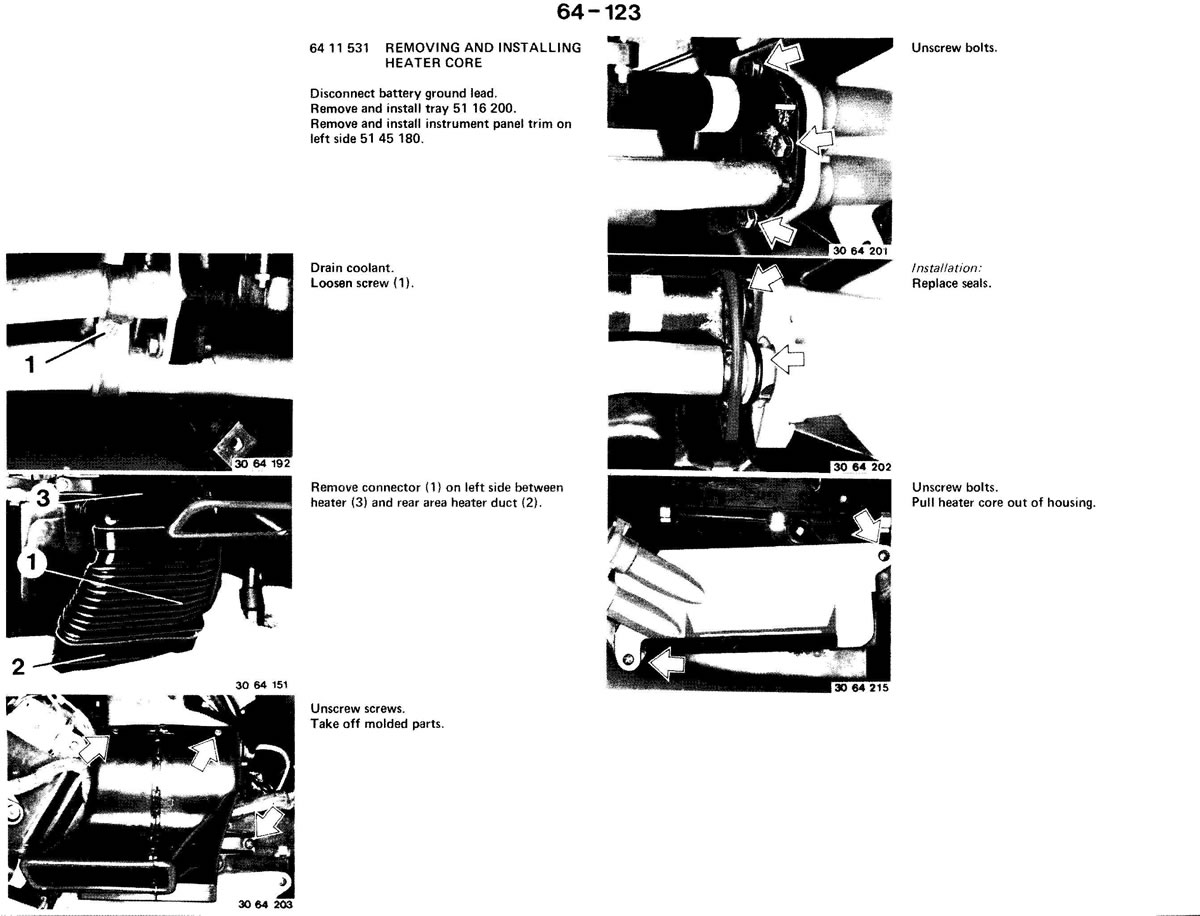 64-123
64 11 531 REMOVING AND INSTALLING
HEATER CORE
Disconnect battery ground lead.
Remove and install tray 51 16 200.
Remove and install instrument panel trim on
left side 51 45 180.
1
30 64 192
Drain coolant.
Loosen screw (1).
3
1
2
30 64 151
Remove connector (1) on left side between
heater (3) and rear area heater duct (2).
30 64 203
Unscrew screws.
Take off molded parts.
30 64 201
Unscrew bolts.
30 64 202
Installation:
Replace seals.
30 64 215
Unscrew bolts.
Pull heater core out of housing.